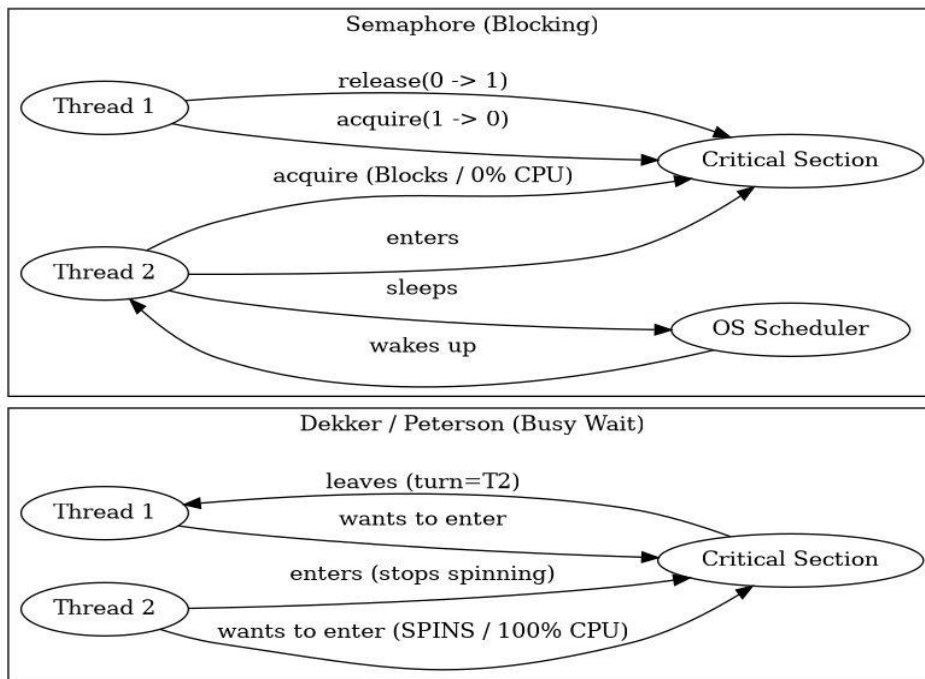 Semaphore (Blocking)
release(0 -> 1)
Thread 1
acquire(1 -> 0)
Critical Section
acquire (Blocks / 0% CPU)
enters
Thread 2
sleeps
OS Scheduler
wakes up
Dekker / Peterson (Busy Wait)
leaves (turn=T2)
Thread 1
wants to enter
Critical Section
enters (stops spinning)
Thread 2
wants to enter (SPINS / 100% CPU)